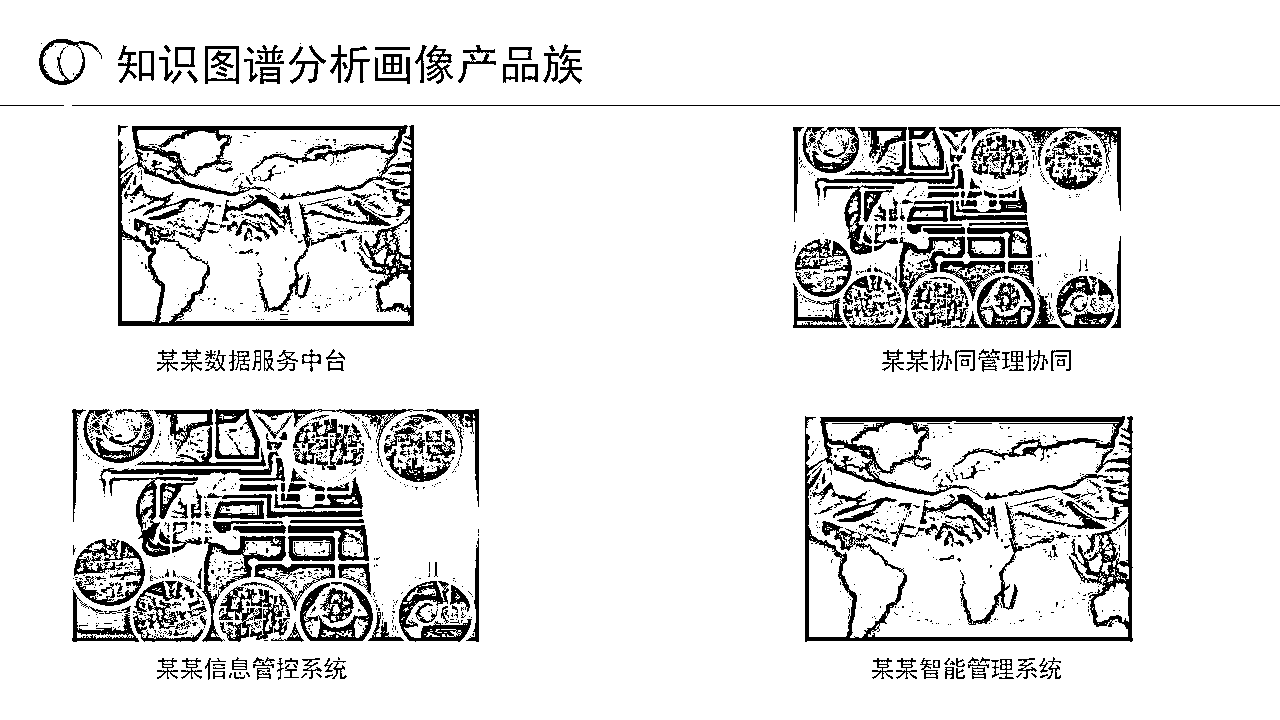 知识图谱分析画像产品族
某某数据服务中台
某某协同管理协同
某某信息管控系统
某某智能管理系统